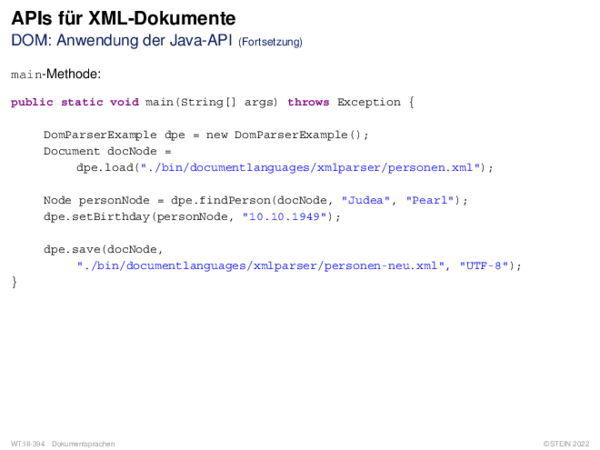 APIs für XML-Dokumente
DOM: Anwendung der Java-API (Fortsetzung)
main-Methode:
public static void main(String[] args) throws Exception {
DomParserExample dpe = new DomParserExample();
Document docNode =
dpe.load("./bin/documentlanguages/xmlparser/personen.xml");
Node personNode = dpe.findPerson(docNode, "Judea", "Pearl");
dpe.setBirthday(personNode, "10.10.1949");
dpe.save(docNode,
"./bin/documentlanguages/xmlparser/personen-neu.xml", "UTF-8");
}
WT:III-394 Dokumentsprachen ©STEIN 2022